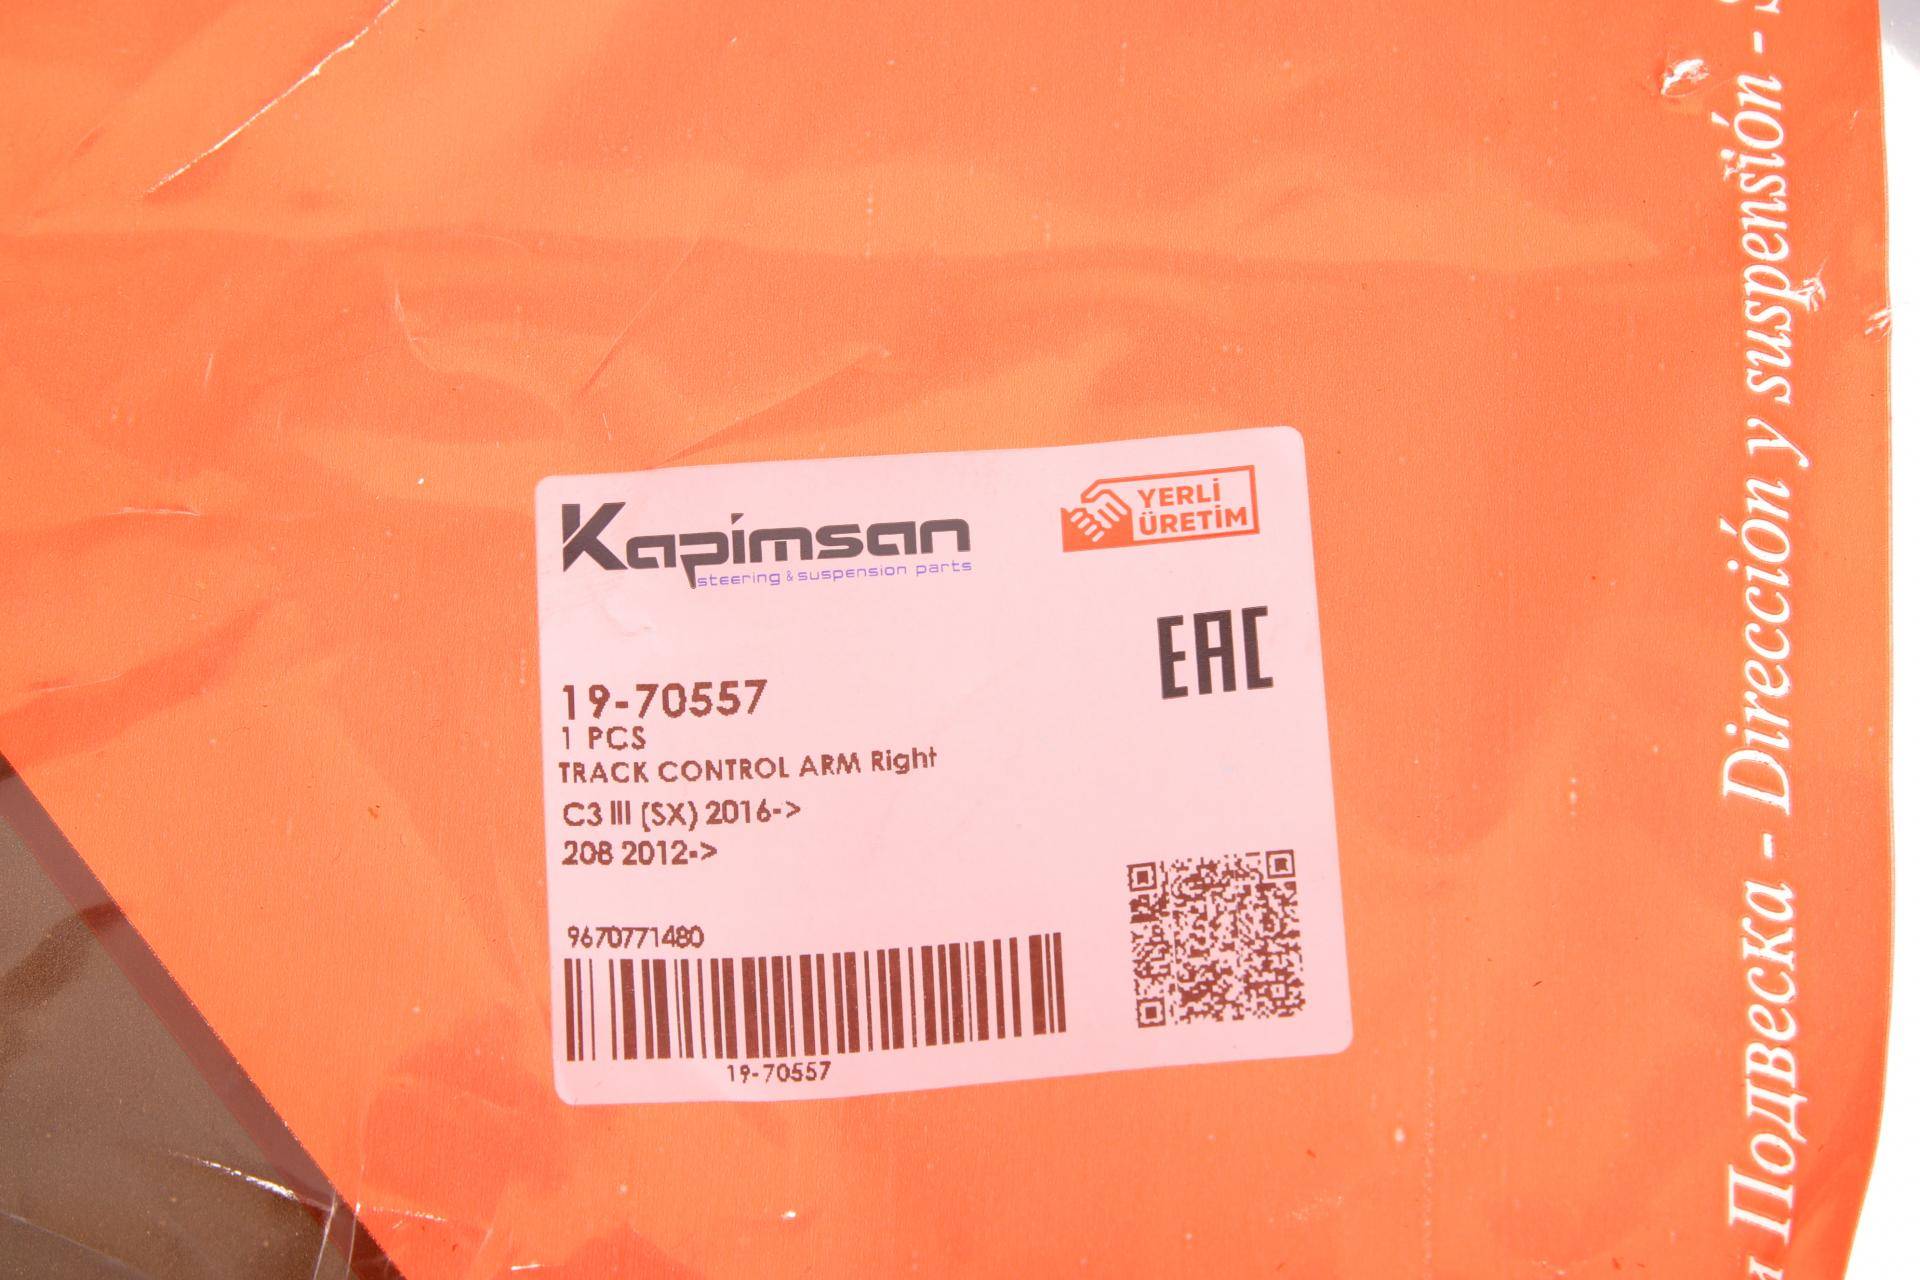 Kapimsan
steering & suspension parts
YERLİ
ÜRETİM
EAC
19-70557
1 PCS
TRACK CONTROL ARM Right
C3 III (SX) 2016->
208 2012->
9670771480
19-70557
и Подвеска - Dirección y suspensión - S